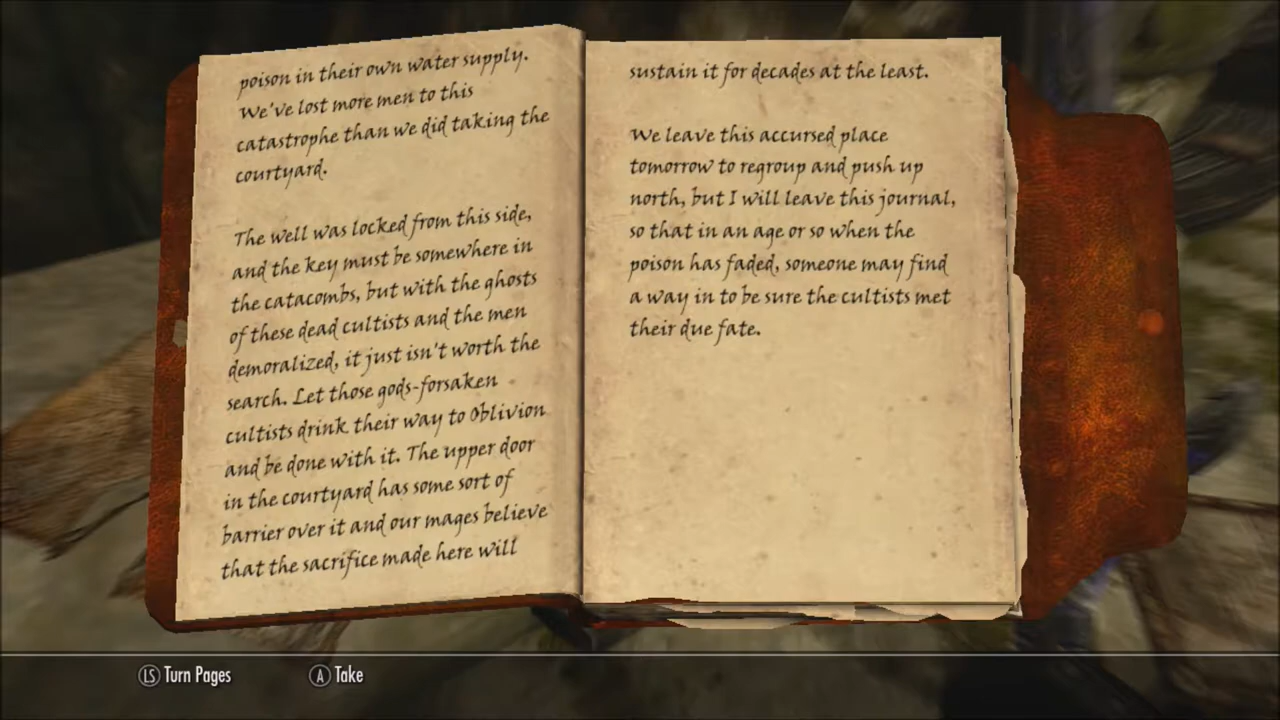 poison in their own water supply.
We've lost more men to this
catastrophe than we did taking the
courtyard.
The well was locked from this side,
and the key must be somewhere in
the catacombs, but with the ghosts
of these dead cultists and the men
demoralized, it just isn't worth the
search. Let those gods-forsaken
cultists drink their way to Oblivion
and be done with it. The upper door
in the courtyard has some sort of
barrier over it and our mages believe
that the sacrifice made here will
sustain it for decades at the least.
We leave this accursed place
tomorrow to regroup and push up
north, but I will leave this journal,
so that in an age or so when the
poison has faded, someone may find
a way in to be sure the cultists met
their due fate.
LS Turn Pages
A Take